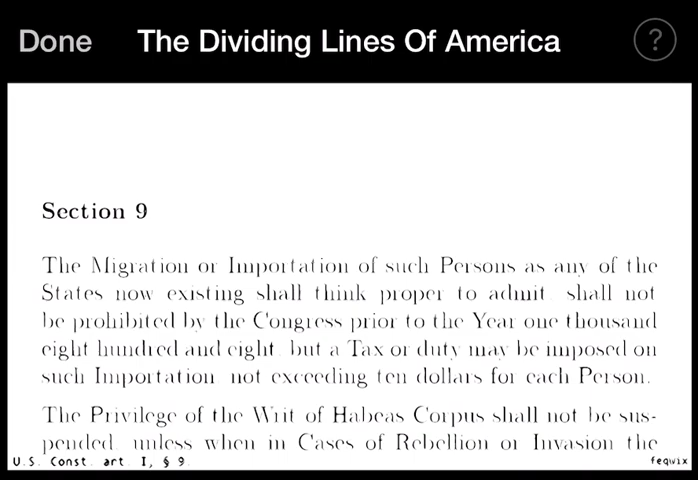 Done The Dividing Lines Of America ?
Section 9
The Migration or Importation of such Persons as any of the
States now existing shall think proper to admit, shall not
be prohibited by the Congress prior to the Year one thousand
eight hundred and eight, but a Tax or duty may be imposed on
such Importation, not exceeding ten dollars for each Person.
The Privilege of the Writ of Habeas Corpus shall not be sus-
pended, unless when in Cases of Rebellion or Invasion the
U.S. Const. art. I, § 9. feqwix